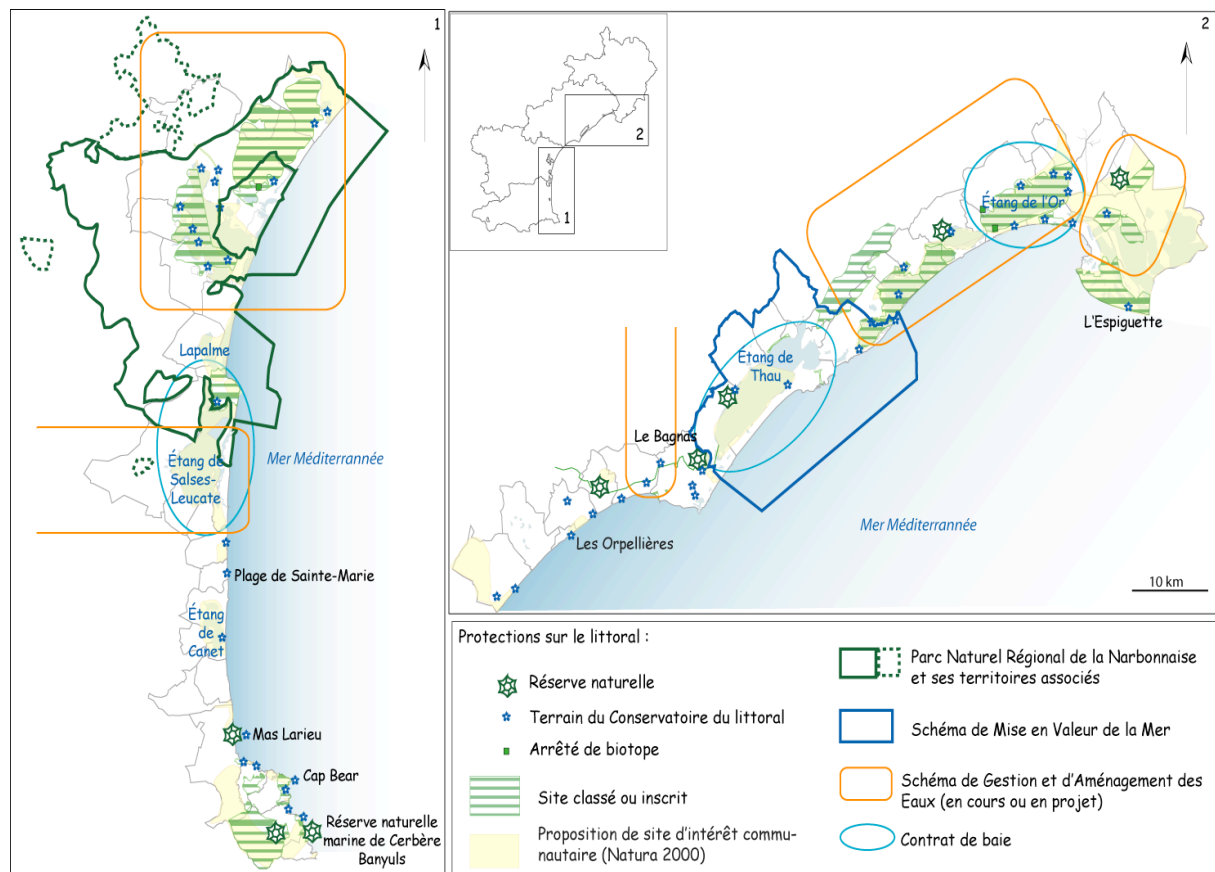 1
Lapalme
Étang de
Salses-
Leucate
Mer Méditerrannée
Plage de Sainte-Marie
Étang
de
Canet
Mas Larieu
Cap Bear
Réserve naturelle
marine de Cerbère
Banyuls
2
2
1
Étang de l'Or
L'Espiguette
Étang de
Thau
Le Bagnas
Les Orpellières
Mer Méditerrannée
10 km
Protections sur le littoral :
Réserve naturelle
Terrain du Conservatoire du littoral
Arrêté de biotope
Site classé ou inscrit
Proposition de site d'intérêt commu-
nautaire (Natura 2000)
Parc Naturel Régional de la Narbonnaise
et ses territoires associés
Schéma de Mise en Valeur de la Mer
Schéma de Gestion et d'Aménagement des
Eaux (en cours ou en projet)
Contrat de baie